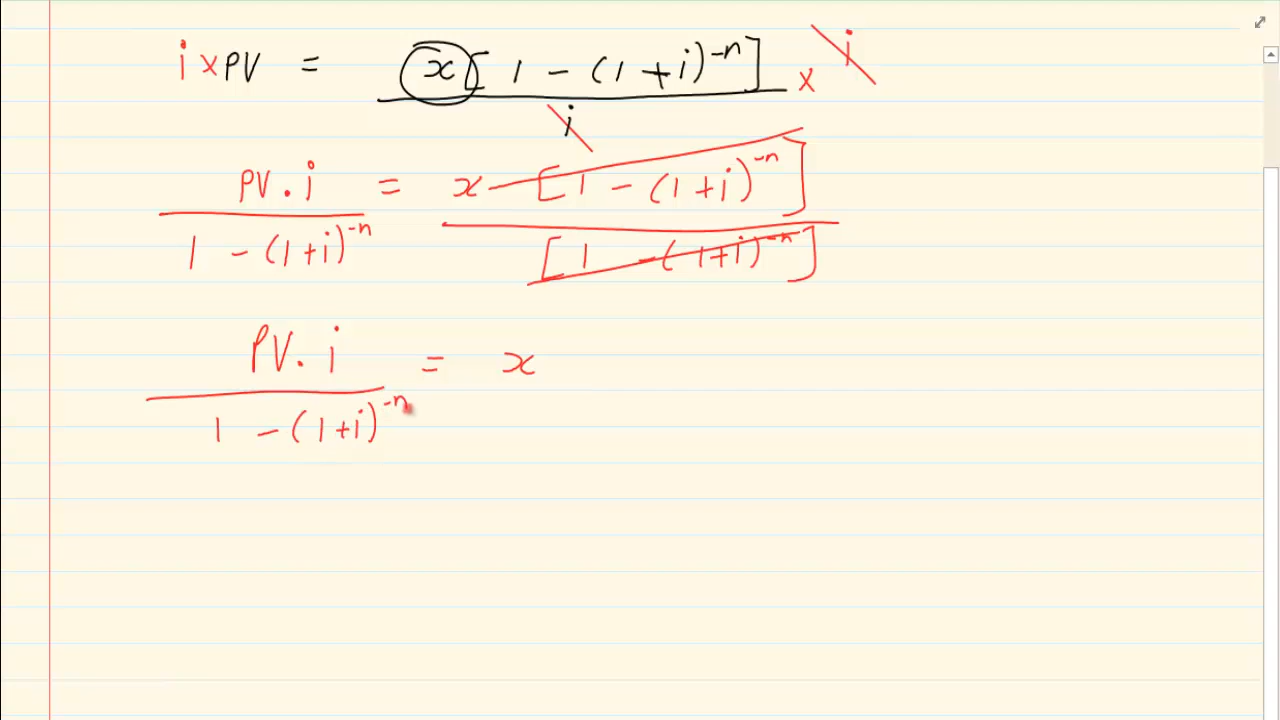 i x PV = x[1 - (1 + i)^-n] x i
i
PV . i = x [1 - (1 + i)^-n]
1 - (1+i)^-n [1 - (1+i)^-n]
PV . i = x
1 - (1+i)^-n